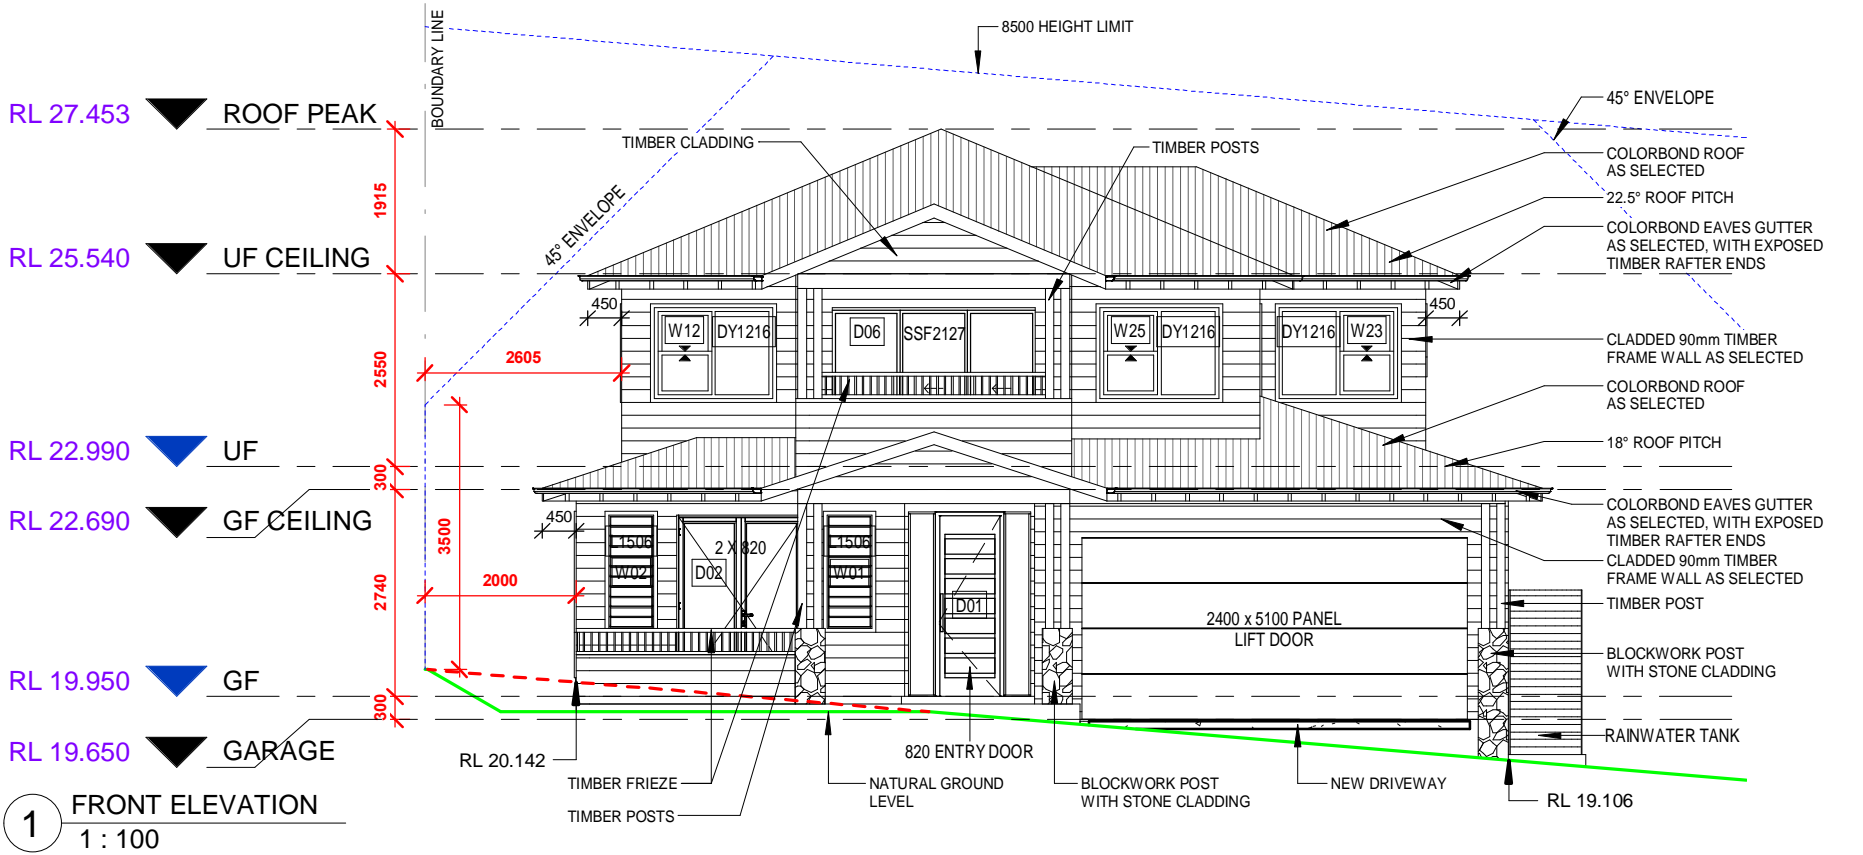 BOUNDARY LINE
8500 HEIGHT LIMIT
RL 27.453 ROOF PEAK
45° ENVELOPE
TIMBER CLADDING
TIMBER POSTS
COLORBOND ROOF
AS SELECTED
1915
45° ENVELOPE
22.5° ROOF PITCH
RL 25.540 UF CEILING
COLORBOND EAVES GUTTER
AS SELECTED, WITH EXPOSED
TIMBER RAFTER ENDS
450
450
W12 DY1216
D06 SSF2127
W25 DY1216
DY1216 W23
CLADDED 90mm TIMBER
FRAME WALL AS SELECTED
2550
2605
COLORBOND ROOF
AS SELECTED
RL 22.990 UF
18° ROOF PITCH
300
RL 22.690 GF CEILING
450
COLORBOND EAVES GUTTER
AS SELECTED, WITH EXPOSED
TIMBER RAFTER ENDS
3500
L1506
W02
2 X 820
D02
L1506
W01
D01
CLADDED 90mm TIMBER
FRAME WALL AS SELECTED
2740
2000
2400 x 5100 PANEL
LIFT DOOR
TIMBER POST
BLOCKWORK POST
WITH STONE CLADDING
RL 19.950 GF
300
RL 19.650 GARAGE
RL 20.142
820 ENTRY DOOR
RAINWATER TANK
TIMBER FRIEZE
NATURAL GROUND
LEVEL
BLOCKWORK POST
WITH STONE CLADDING
NEW DRIVEWAY
RL 19.106
TIMBER POSTS
1 FRONT ELEVATION
1 : 100